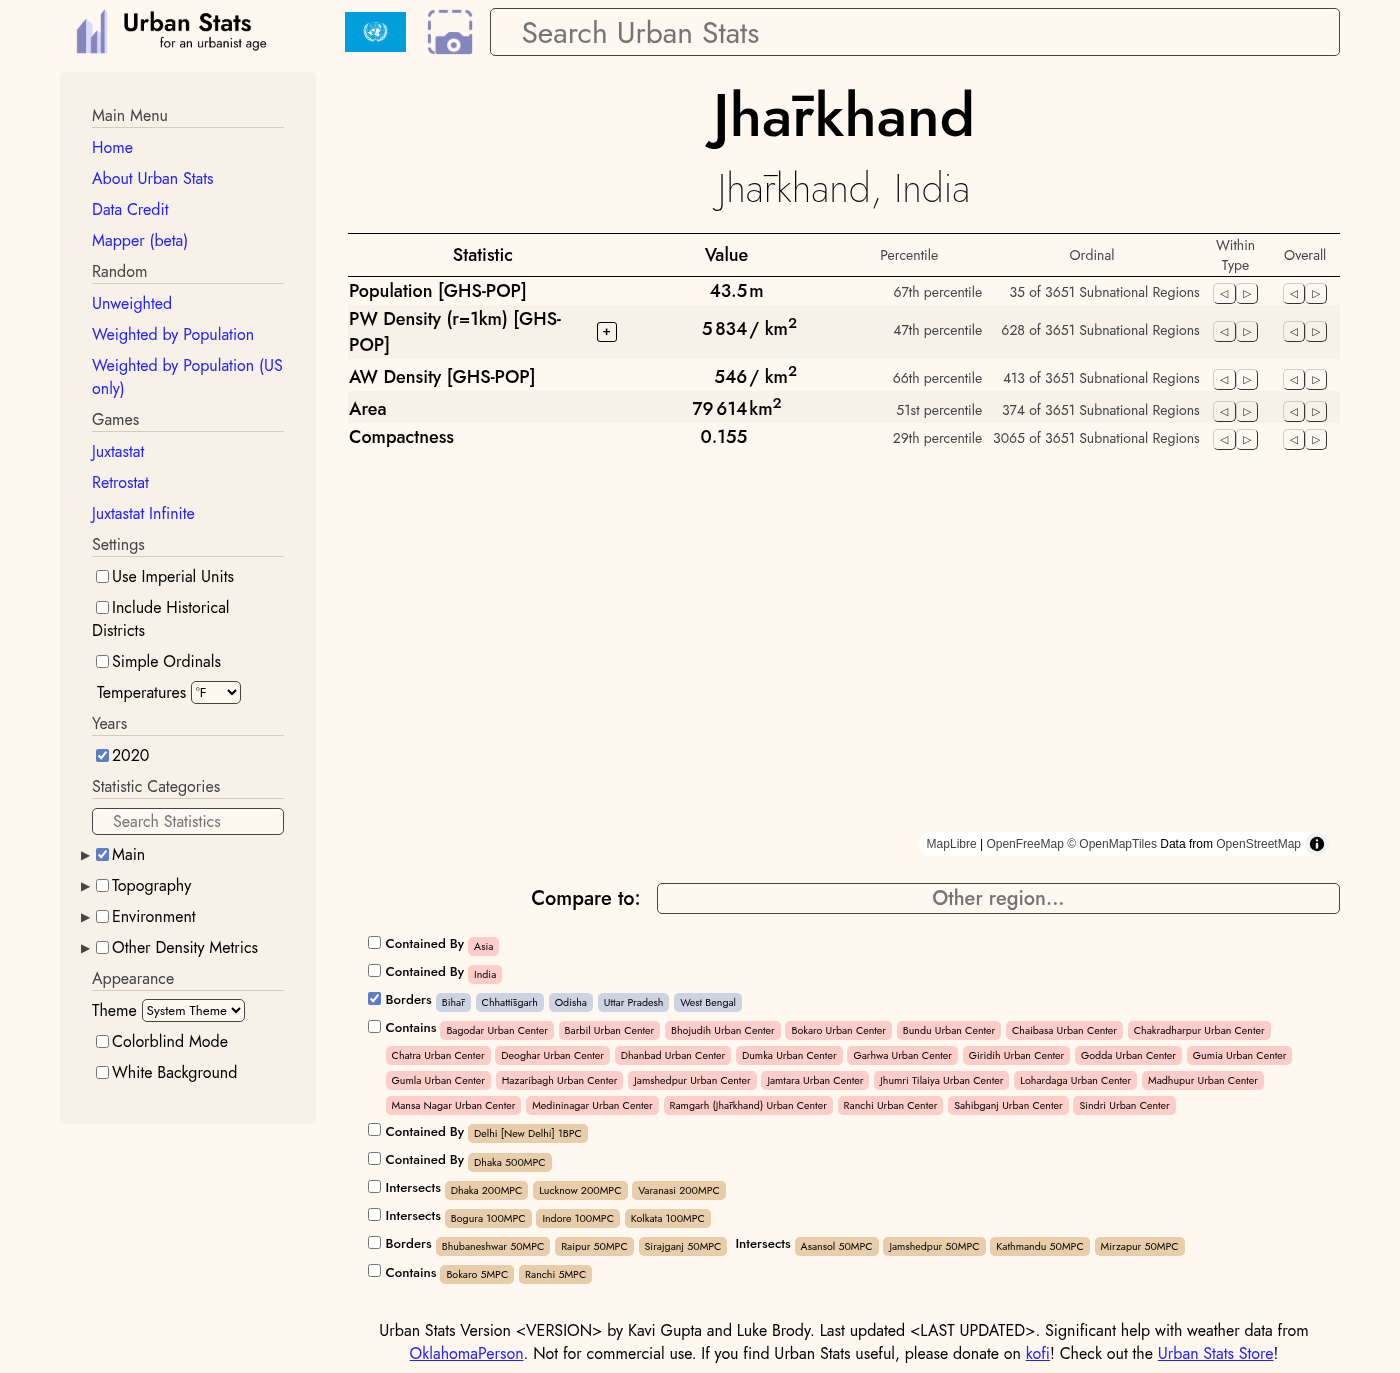 Urban Stats
for an urbanist age
Search Urban Stats
Main Menu
Home
About Urban Stats
Data Credit
Mapper (beta)
Random
Unweighted
Weighted by Population
Weighted by Population (US
only)
Games
Juxtastat
Retrostat
Juxtastat Infinite
Settings
Use Imperial Units
Include Historical
Districts
Simple Ordinals
Temperatures °F
Years
2020
Statistic Categories
Search Statistics
Main
Topography
Environment
Other Density Metrics
Appearance
Theme System Theme
Colorblind Mode
White Background
Jhar̄khand
Jhar̄khand, India
Statistic Value Percentile Ordinal Within Type Overall
Population [GHS-POP] 43.5 m 67th percentile 35 of 3651 Subnational Regions
PW Density (r=1km) [GHS-
POP] + 5 834 / km² 47th percentile 628 of 3651 Subnational Regions
AW Density [GHS-POP] 546 / km² 66th percentile 413 of 3651 Subnational Regions
Area 79 614 km² 51st percentile 374 of 3651 Subnational Regions
Compactness 0.155 29th percentile 3065 of 3651 Subnational Regions
MapLibre | OpenFreeMap © OpenMapTiles Data from OpenStreetMap
Compare to: Other region...
Contained By Asia
Contained By India
Borders Bihar̄ Chhattis̄garh Odisha Uttar Pradesh West Bengal
Contains Bagodar Urban Center Barbil Urban Center Bhojudih Urban Center Bokaro Urban Center Bundu Urban Center Chaibasa Urban Center Chakradharpur Urban Center
Chatra Urban Center Deoghar Urban Center Dhanbad Urban Center Dumka Urban Center Garhwa Urban Center Giridih Urban Center Godda Urban Center Gumia Urban Center
Gumla Urban Center Hazaribagh Urban Center Jamshedpur Urban Center Jamtara Urban Center Jhumri Tilaiya Urban Center Lohardaga Urban Center Madhupur Urban Center
Mansa Nagar Urban Center Medininagar Urban Center Ramgarh (Jhar̄khand) Urban Center Ranchi Urban Center Sahibganj Urban Center Sindri Urban Center
Contained By Delhi [New Delhi] 1BPC
Contained By Dhaka 500MPC
Intersects Dhaka 200MPC Lucknow 200MPC Varanasi 200MPC
Intersects Bogura 100MPC Indore 100MPC Kolkata 100MPC
Borders Bhubaneshwar 50MPC Raipur 50MPC Sirajganj 50MPC Intersects Asansol 50MPC Jamshedpur 50MPC Kathmandu 50MPC Mirzapur 50MPC
Contains Bokaro 5MPC Ranchi 5MPC
Urban Stats Version <VERSION> by Kavi Gupta and Luke Brody. Last updated <LAST UPDATED>. Significant help with weather data from
OklahomaPerson. Not for commercial use. If you find Urban Stats useful, please donate on kofi! Check out the Urban Stats Store!